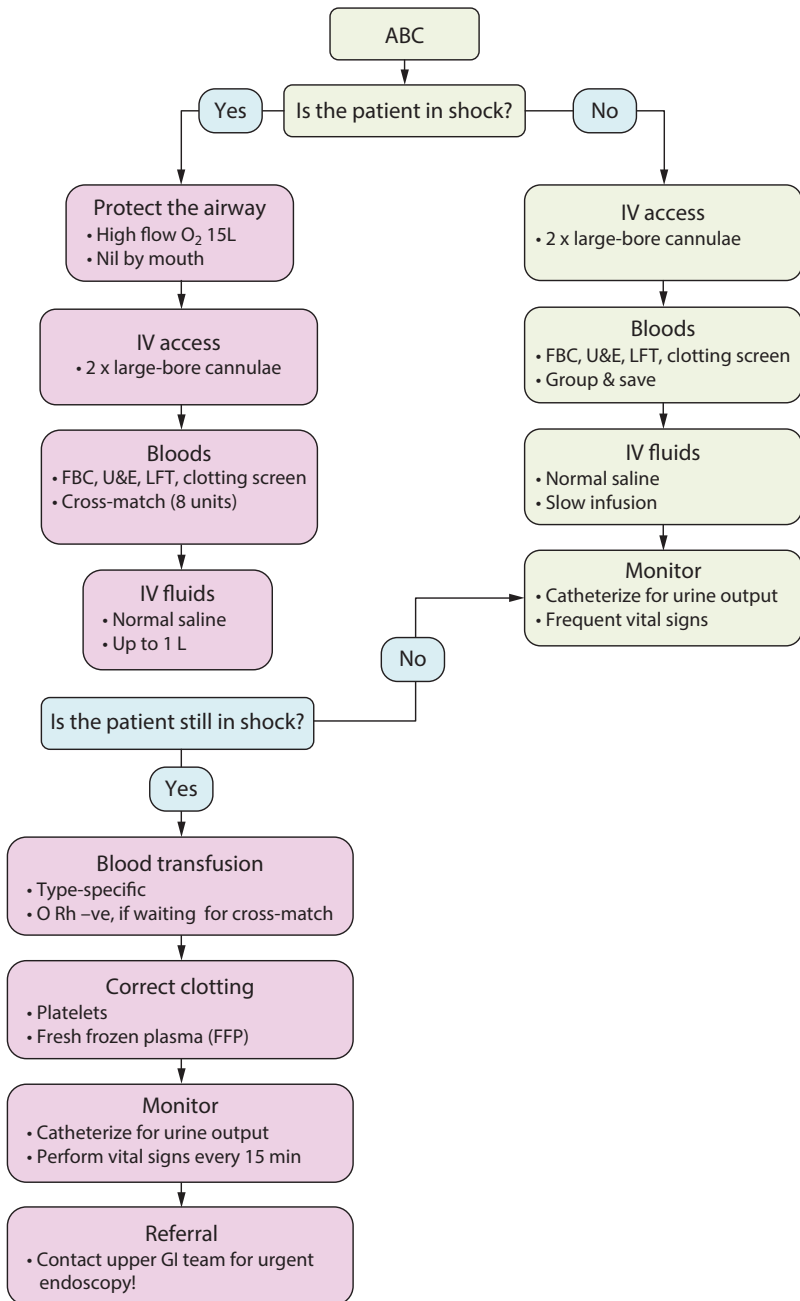 ABC
Is the patient in shock?
Yes
No
Protect the airway
• High flow O₂ 15L
• Nil by mouth
IV access
• 2 x large-bore cannulae
Bloods
• FBC, U&E, LFT, clotting screen
• Cross-match (8 units)
IV fluids
• Normal saline
• Up to 1 L
IV access
• 2 x large-bore cannulae
Bloods
• FBC, U&E, LFT, clotting screen
• Group & save
IV fluids
• Normal saline
• Slow infusion
Monitor
• Catheterize for urine output
• Frequent vital signs
Is the patient still in shock?
No
Yes
Blood transfusion
• Type-specific
• O Rh –ve, if waiting for cross-match
Correct clotting
• Platelets
• Fresh frozen plasma (FFP)
Monitor
• Catheterize for urine output
• Perform vital signs every 15 min
Referral
• Contact upper GI team for urgent
endoscopy!